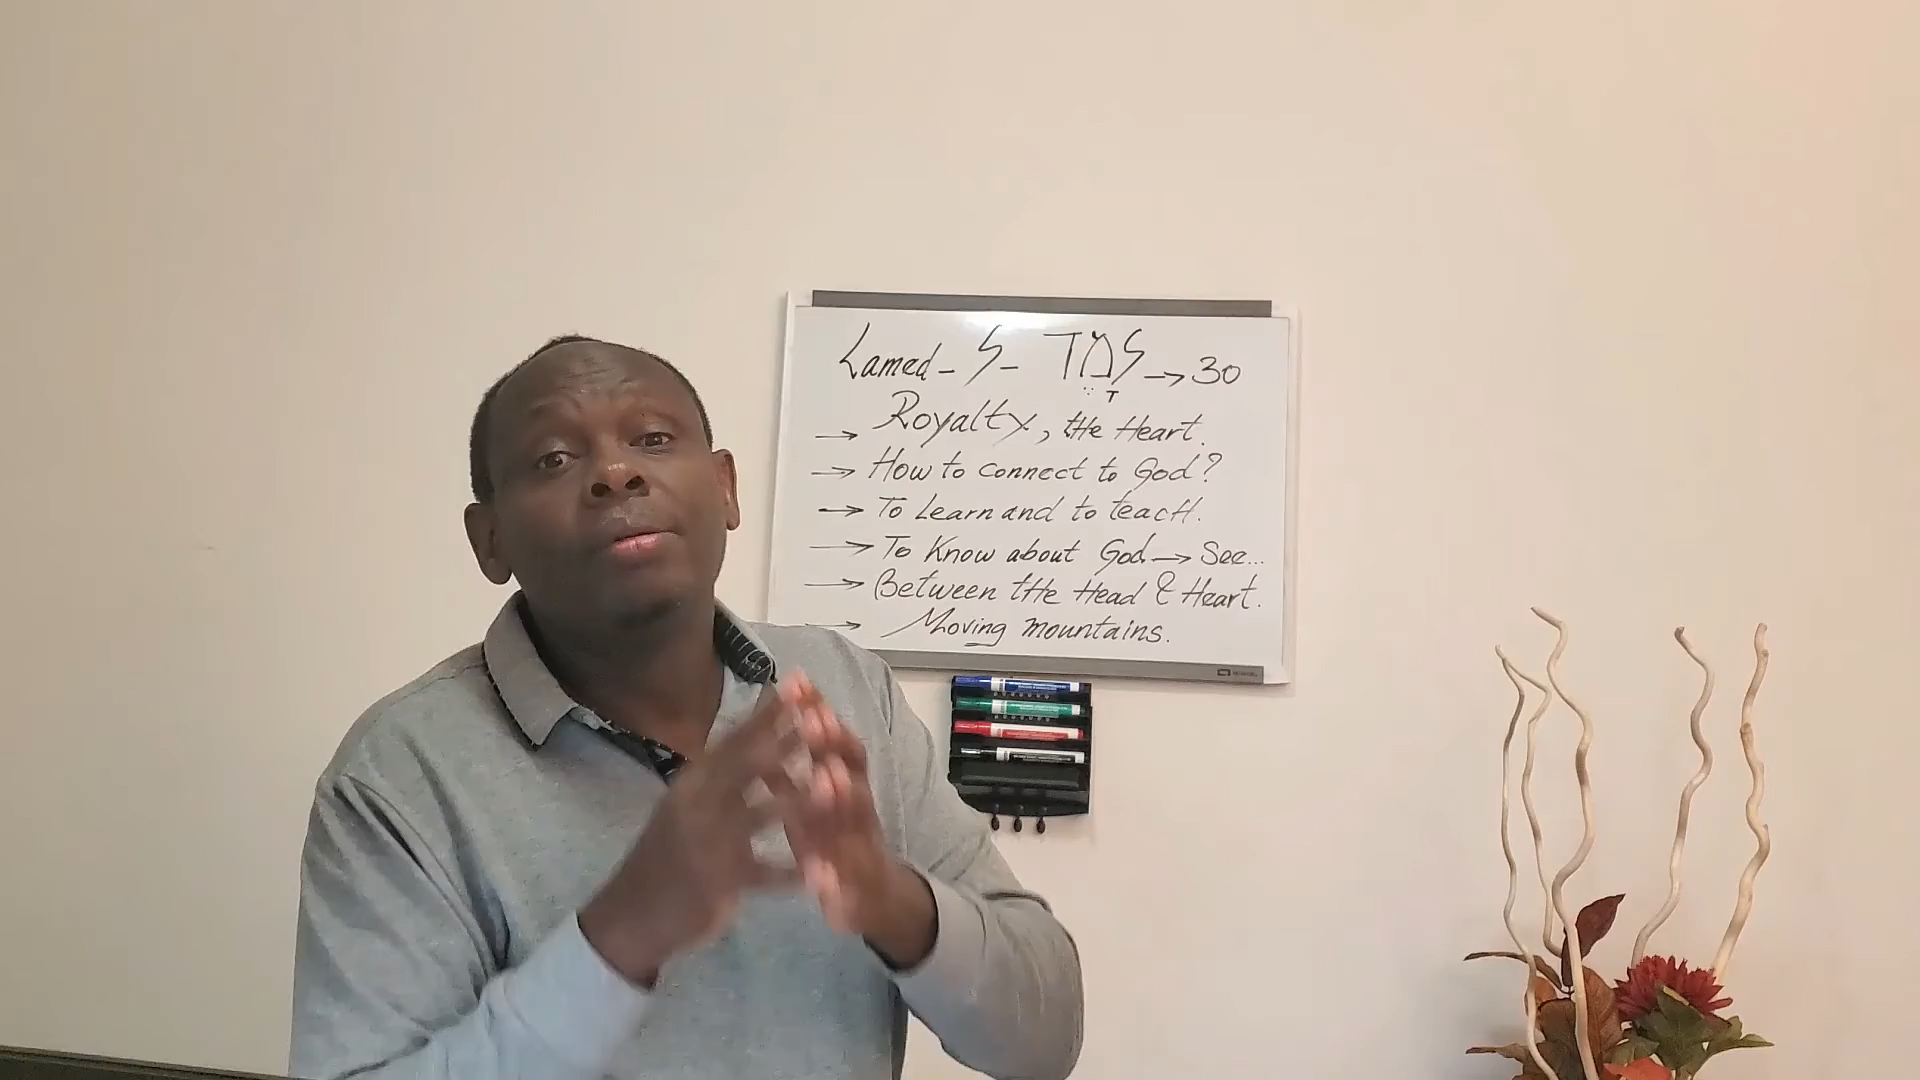 Lamed - ל - לָמֶד → 30
→ Royalty, the Heart.
→ How to connect to God?
→ To Learn and to teach.
→ To Know about God → See...
→ Between the Head & Heart.
→ Moving mountains.